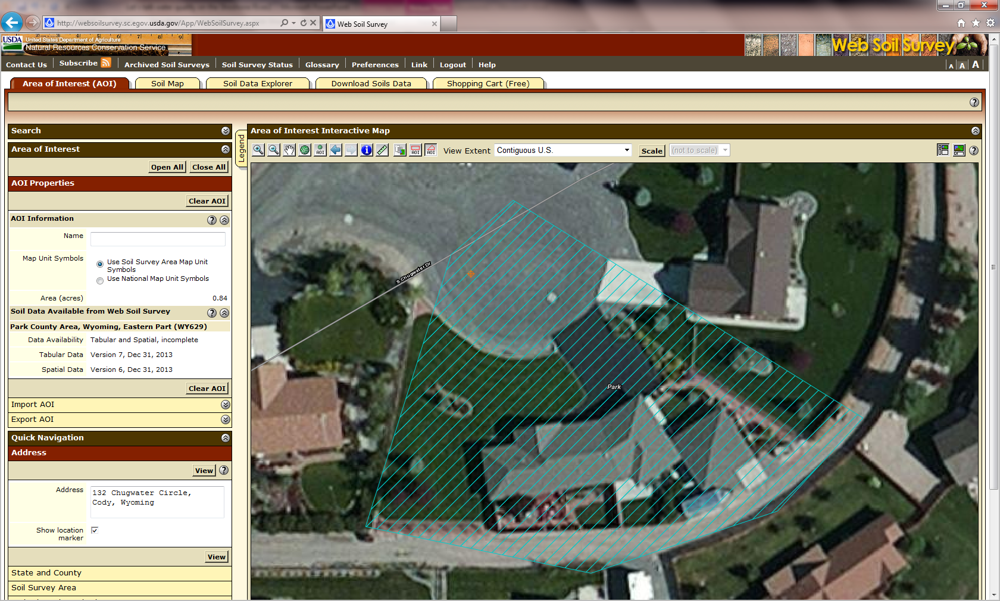 http://websoilsurvey.sc.egov.usda.gov/App/WebSoilSurvey.aspx
Web Soil Survey
USDA United States Department of Agriculture
Natural Resources Conservation Service
Web Soil Survey
Contact Us Subscribe Archived Soil Surveys Soil Survey Status Glossary Preferences Link Logout Help A A A
Area of Interest (AOI) Soil Map Soil Data Explorer Download Soils Data Shopping Cart (Free)
Search
Area of Interest
Open All Close All
AOI Properties
Clear AOI
AOI Information
Name
Map Unit Symbols
Use Soil Survey Area Map Unit
Symbols
Use National Map Unit Symbols
Area (acres) 0.84
Soil Data Available from Web Soil Survey
Park County Area, Wyoming, Eastern Part (WY629)
Data Availability Tabular and Spatial, incomplete
Tabular Data Version 7, Dec 31, 2013
Spatial Data Version 6, Dec 31, 2013
Clear AOI
Import AOI
Export AOI
Quick Navigation
Address
View
Address
132 Chugwater Circle,
Cody, Wyoming
Show location
marker
View
State and County
Soil Survey Area
Legend
Area of Interest Interactive Map
AOI AOI AOI View Extent Contiguous U.S. Scale (not to scale)
S Chugwater Dr
Park